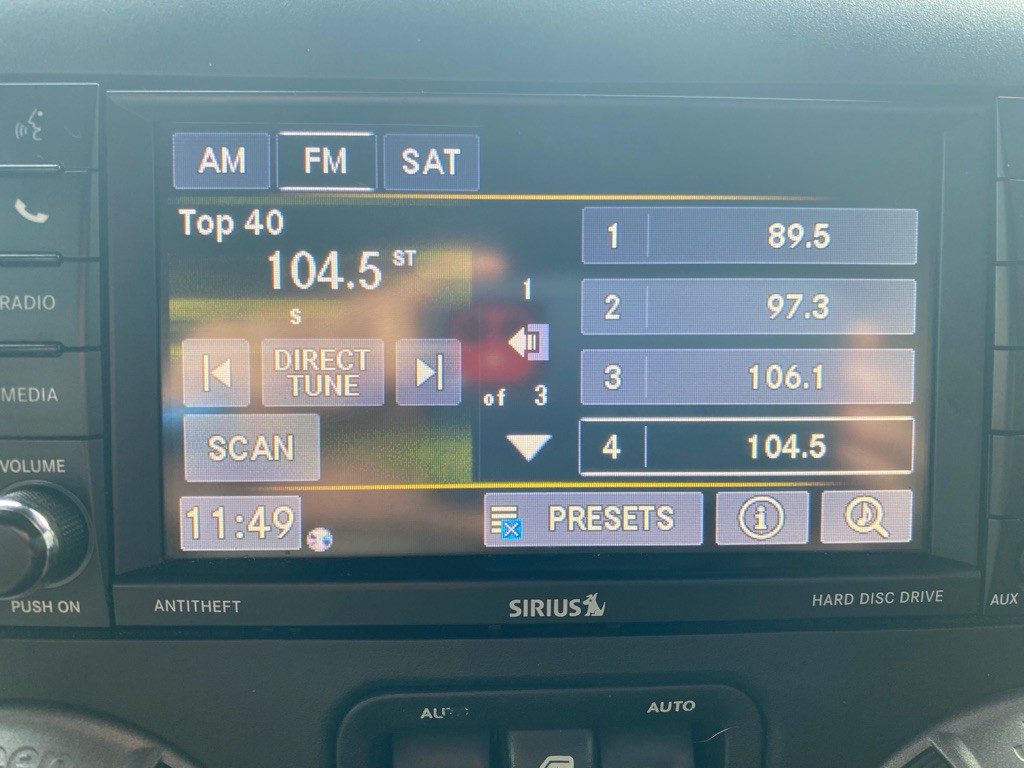 AM FM SAT
Top 40
104.5 ST
S
DIRECT
TUNE
SCAN
11:49
1
of 3
1 89.5
2 97.3
3 106.1
4 104.5
PRESETS
i
RADIO
MEDIA
VOLUME
PUSH ON
ANTITHEFT
SIRIUS
HARD DISC DRIVE
AUX
AUTO
AUTO